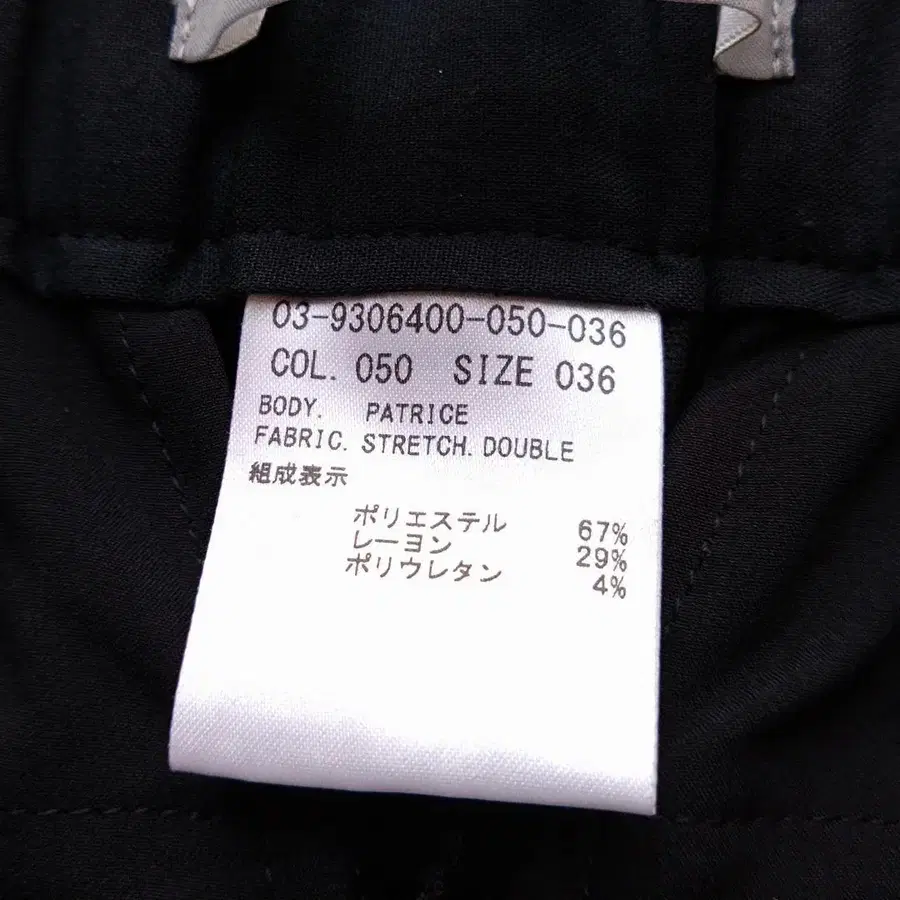 03-9306400-050-036
COL. 050 SIZE 036
BODY. PATRICE
FABRIC. STRETCH. DOUBLE
組成表示
ポリエステル 67%
レーヨン 29%
ポリウレタン 4%